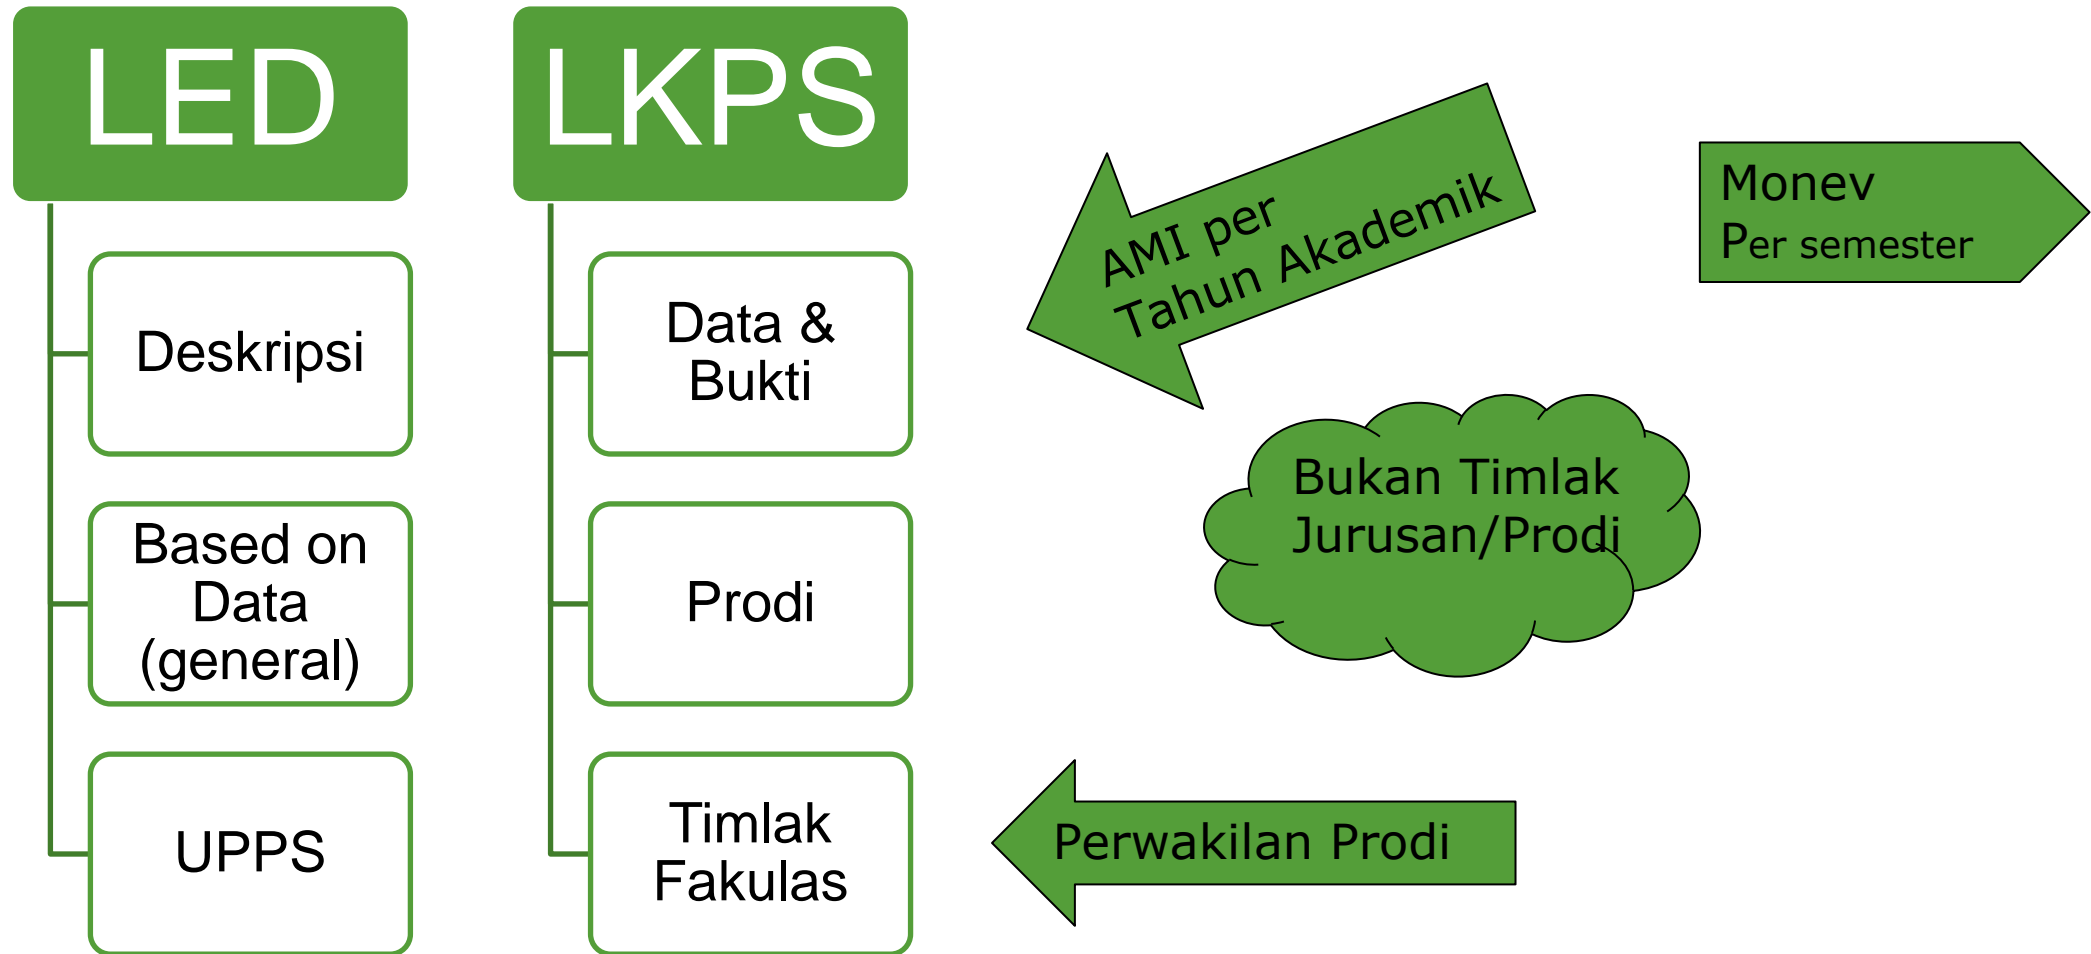 LED
Deskripsi
Based on
Data
(general)
UPPS
LKPS
Data &
Bukti
Prodi
Timlak
Fakulas
AMI per
Tahun Akademik
Monev
Per semester
Bukan Timlak
Jurusan/Prodi
Perwakilan Prodi